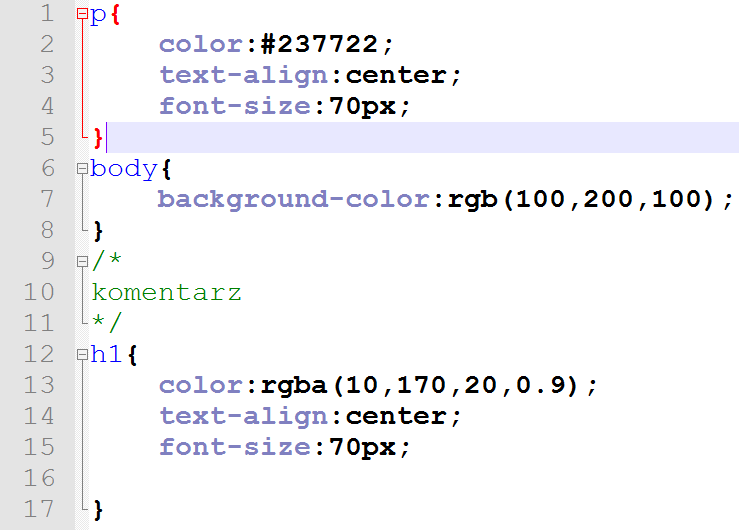 1 p{
2 color:#237722;
3 text-align:center;
4 font-size:70px;
5 }
6 body{
7 background-color:rgb(100,200,100);
8 }
9 /*
10 komentarz
11 */
12 h1{
13 color:rgba(10,170,20,0.9);
14 text-align:center;
15 font-size:70px;
16
17 }